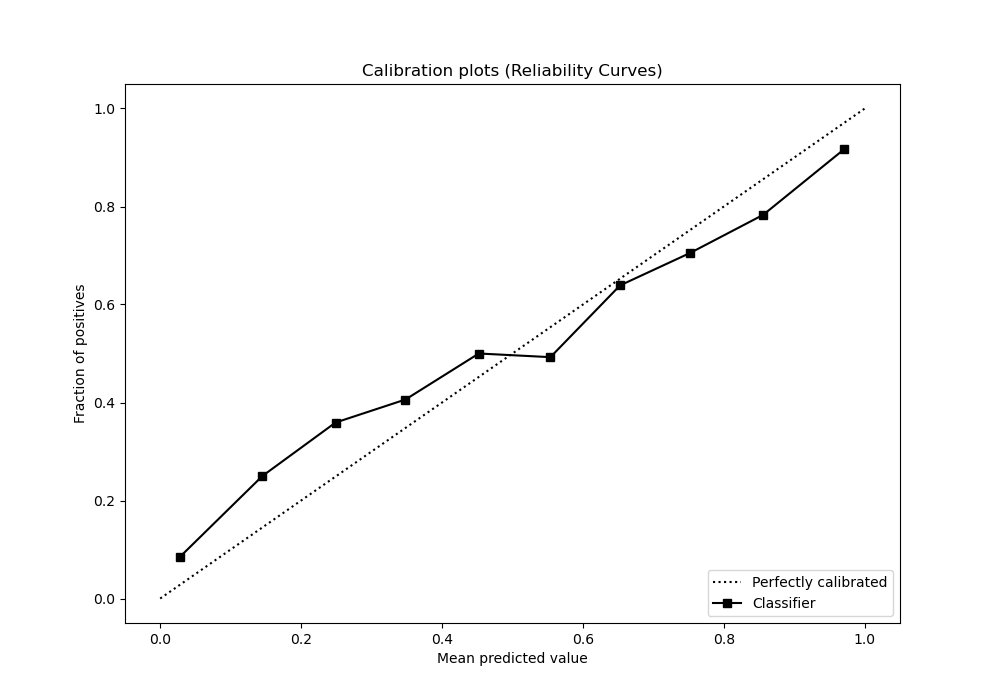 Calibration plots (Reliability Curves)
Fraction of positives
1.0
0.8
0.6
0.4
0.2
0.0
0.0 0.2 0.4 0.6 0.8 1.0
Mean predicted value
Perfectly calibrated
Classifier